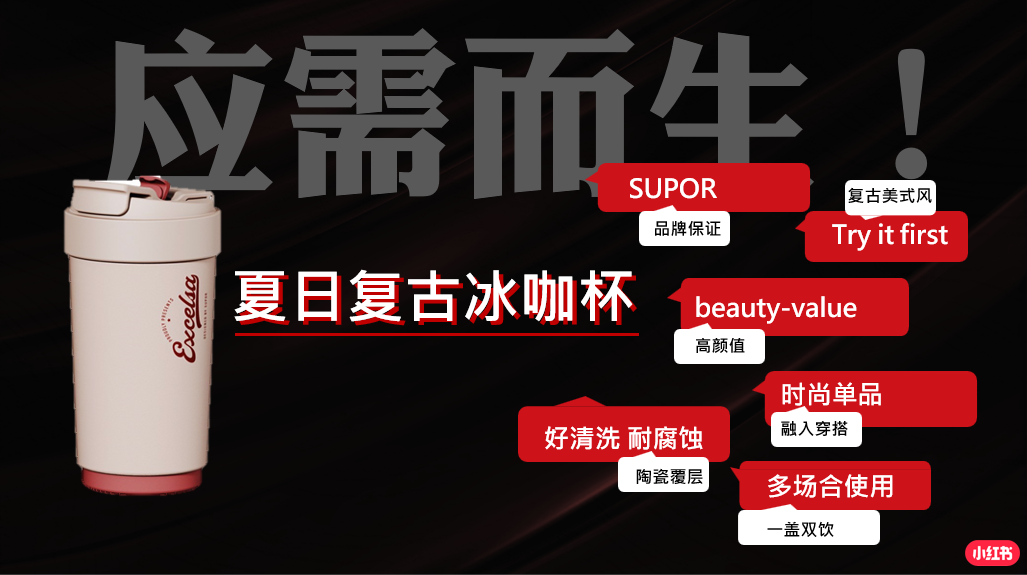 应需而生！
SUPOR
品牌保证
复古美式风
Try it first
夏日复古冰咖杯
beauty-value
高颜值
时尚单品
融入穿搭
好清洗 耐腐蚀
陶瓷覆层
多场合使用
一盖双饮
PROUDLY PRESENTS
Excelsa
小红书